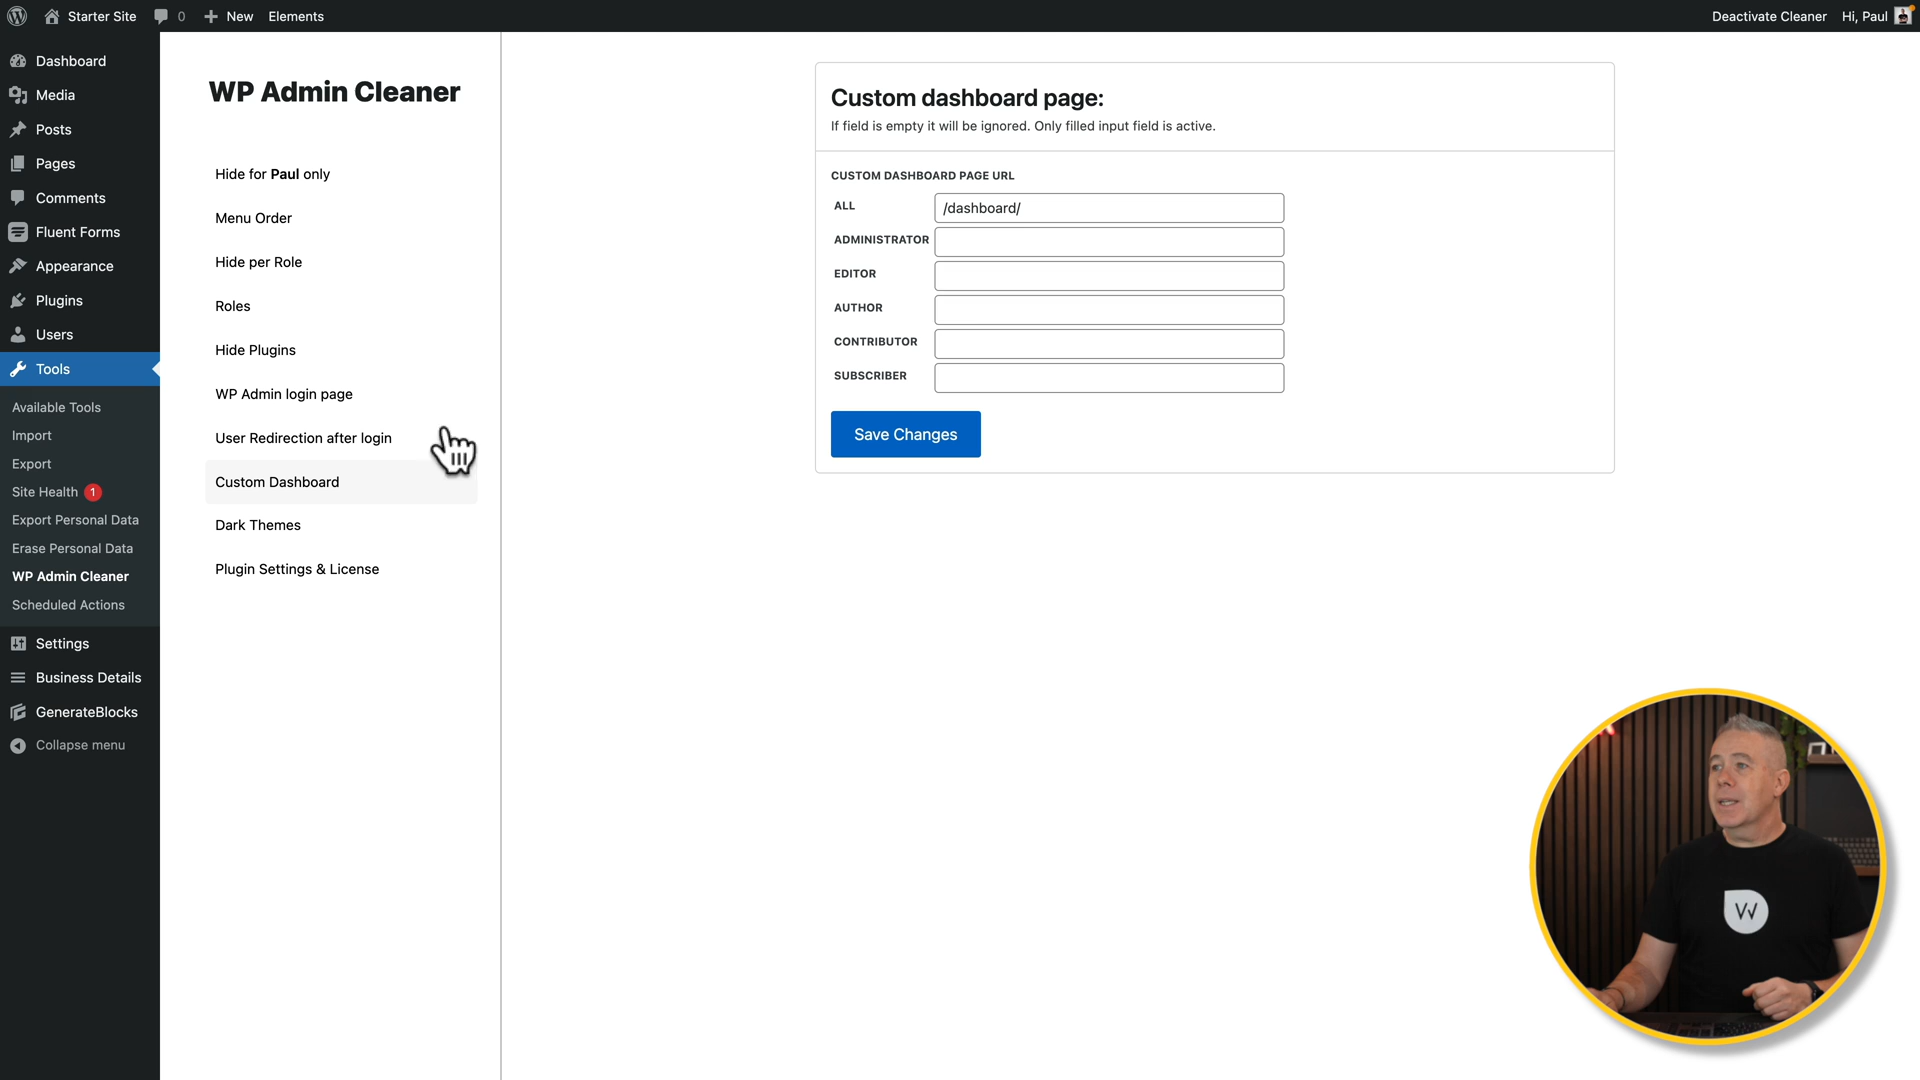 Starter Site
0
New
Elements
Deactivate Cleaner
Hi, Paul
Dashboard
Media
Posts
Pages
Comments
Fluent Forms
Appearance
Plugins
Users
Tools
Available Tools
Import
Export
Site Health 1
Export Personal Data
Erase Personal Data
WP Admin Cleaner
Scheduled Actions
Settings
Business Details
GenerateBlocks
Collapse menu
WP Admin Cleaner
Hide for Paul only
Menu Order
Hide per Role
Roles
Hide Plugins
WP Admin login page
User Redirection after login
Custom Dashboard
Dark Themes
Plugin Settings & License
Custom dashboard page:
If field is empty it will be ignored. Only filled input field is active.
CUSTOM DASHBOARD PAGE URL
ALL
/dashboard/
ADMINISTRATOR
EDITOR
AUTHOR
CONTRIBUTOR
SUBSCRIBER
Save Changes
W